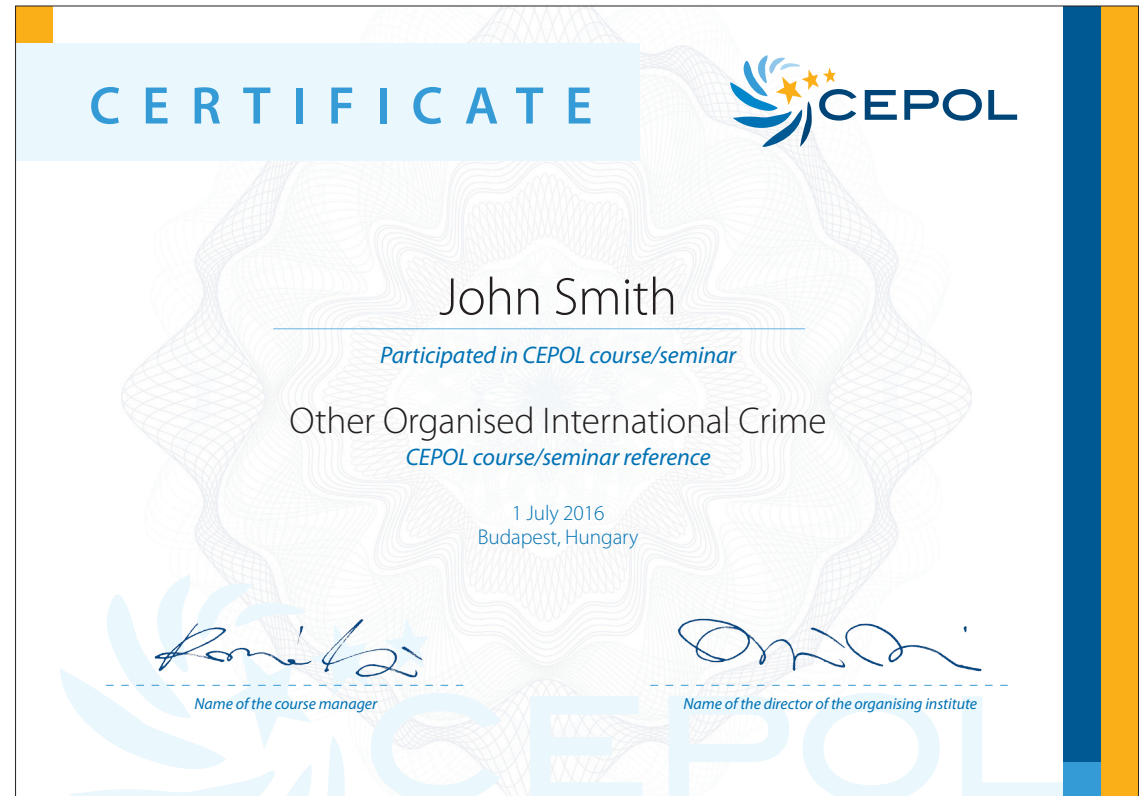 CERTIFICATE
CEPOL
John Smith
Participated in CEPOL course/seminar
Other Organised International Crime
CEPOL course/seminar reference
1 July 2016
Budapest, Hungary
Name of the course manager
Name of the director of the organising institute
CEPOL